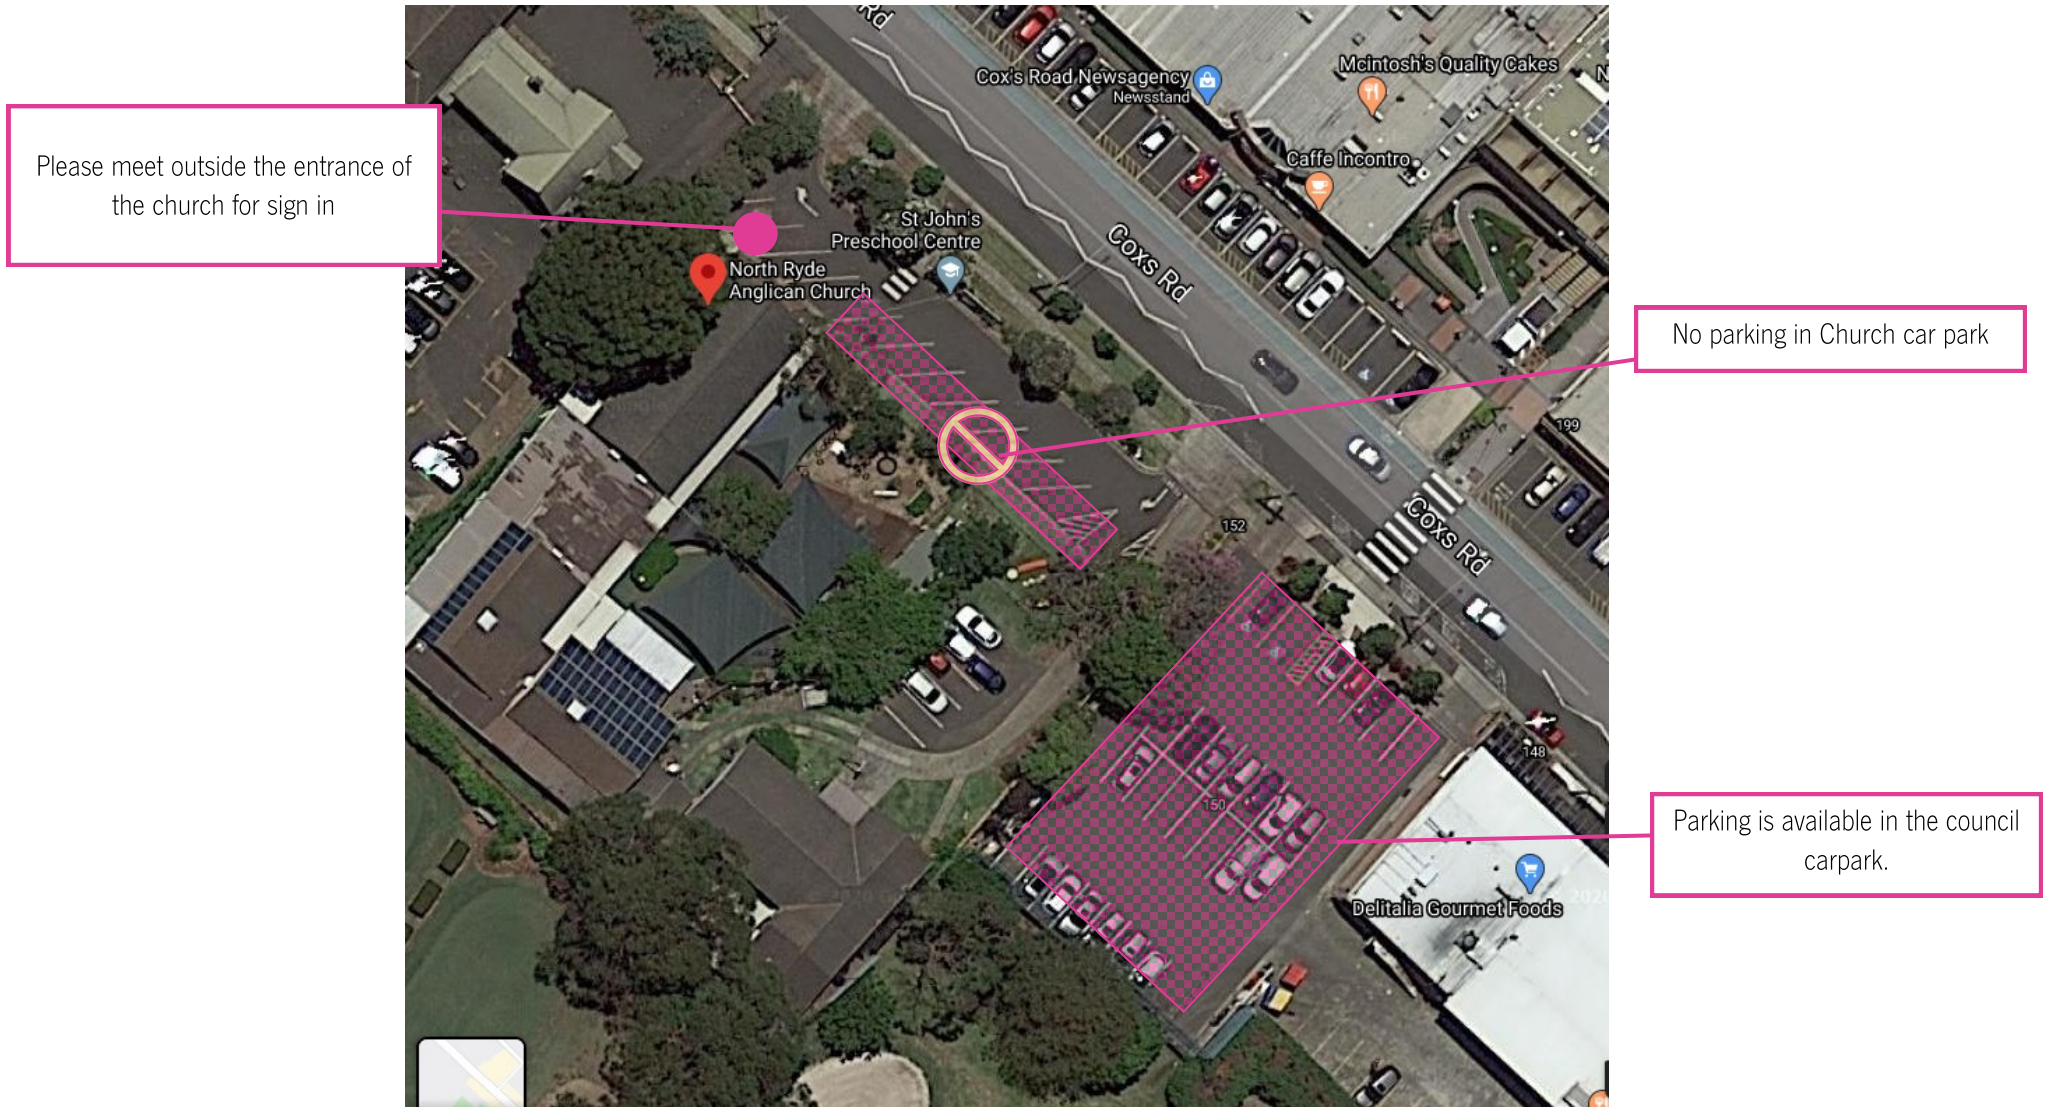 Rd
Mcintosh's Quality Cakes
Cox's Road Newsagency
Newsstand
N
Please meet outside the entrance of
the church for sign in
Caffe Incontro
St John's
Preschool Centre
Coxs Rd
North Ryde
Anglican Church
No parking in Church car park
199
Coxs Rd
152
148
150
Parking is available in the council
carpark.
Delitalia Gourmet Foods